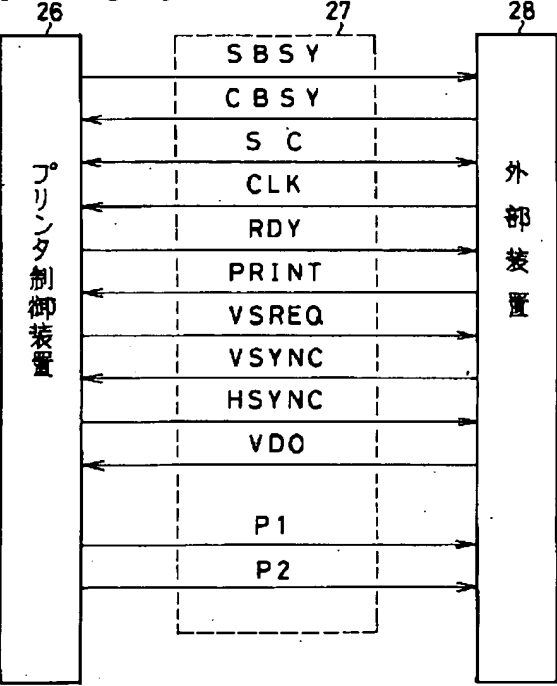 26
27
28
SBSY
CBSY
SC
CLK
RDY
PRINT
VSREQ
VSYNC
HSYNC
VDO
P1
P2
プリンタ制御装置
外部装置